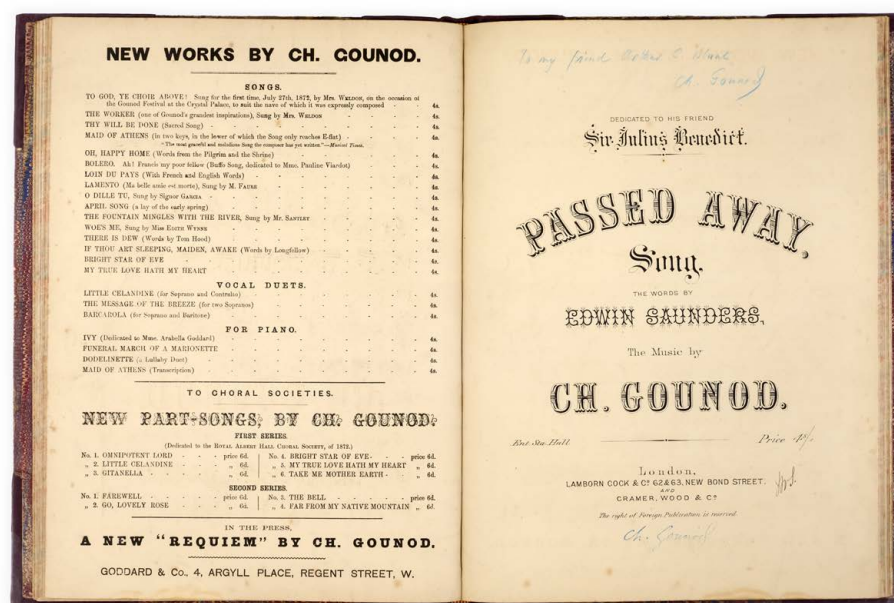 NEW WORKS BY CH. GOUNOD.
SONGS.
TO GOD, YE CHOIR ABOVE! Song for the first time, July 27th, 1872, by Mrs. WELDON, on the occasion of
the Gounod Festival at the Crystal Palace, to suit the nave of which it was expressly composed - - 4s.
THE WORKER (one of Gounod's grandest inspirations), Sung by Mrs. WELDON - - - - - 4s.
THY WILL BE DONE (Sacred Song) - - - - - - - - 4s.
MAID OF ATHENS (in two keys, in the lower of which the Song only reaches E-flat) - - - - 4s.
"The most graceful and melodious Song the composer has yet written."—Musical Times.
OH, HAPPY HOME (Words from the Pilgrim and the Shrine) - - - - - - 4s.
BOLERO. Ah! Francis my poor fellow (Buffo Song, dedicated to Mme. Pauline Viardot) - - - - 4s.
LOIN DU PAYS (With French and English Words) - - - - - - - 4s.
LAMENTO (Ma belle amie est morte), Sung by M. FAURE - - - - - - 4s.
O DILLE TU, Sung by Signor GARCIA - - - - - - - - 4s.
APRIL SONG (a lay of the early spring) - - - - - - - - 4s.
THE FOUNTAIN MINGLES WITH THE RIVER, Sung by Mr. SANTLEY - - - - - 4s.
WOE'S ME, Sung by Miss EDITH WYNNE - - - - - - - - 4s.
THERE IS DEW (Words by Tom Hood) - - - - - - - - 4s.
IF THOU ART SLEEPING, MAIDEN, AWAKE (Words by Longfellow) - - - - - 4s.
BRIGHT STAR OF EVE - - - - - - - - - 4s.
MY TRUE LOVE HATH MY HEART - - - - - - - - 4s.
VOCAL DUETS.
LITTLE CELANDINE (for Soprano and Contralto) - - - - - - - 4s.
THE MESSAGE OF THE BREEZE (for two Sopranos) - - - - - - - 4s.
BARCAROLA (for Soprano and Baritone) - - - - - - - - 4s.
FOR PIANO.
IVY (Dedicated to Mme. Arabella Goddard) - - - - - - - - 4s.
FUNERAL MARCH OF A MARIONETTE - - - - - - - - 4s.
DODELINETTE (a Lullaby Duet) - - - - - - - - 4s.
MAID OF ATHENS (Transcription) - - - - - - - - 4s.
TO CHORAL SOCIETIES.
NEW PART-SONGS, BY CH. GOUNOD.
FIRST SERIES.
(Dedicated to the ROYAL ALBERT HALL CHORAL SOCIETY, of 1872.)
No. 1. OMNIPOTENT LORD - - - price 6d.
„ 2. LITTLE CELANDINE - - - „ 6d.
„ 3. GITANELLA - - - - „ 6d.
No. 4. BRIGHT STAR OF EVE - - - price 6d.
„ 5. MY TRUE LOVE HATH MY HEART „ 6d.
„ 6. TAKE ME MOTHER EARTH - - „ 6d.
SECOND SERIES.
No. 1. FAREWELL - - - - price 6d.
„ 2. GO, LOVELY ROSE - - - „ 6d.
No. 3. THE BELL - - - - price 6d.
„ 4. FAR FROM MY NATIVE MOUNTAIN „ 6d.
IN THE PRESS,
A NEW "REQUIEM" BY CH. GOUNOD.
GODDARD & Co., 4, ARGYLL PLACE, REGENT STREET, W.
To my friend
Ch. Gounod
DEDICATED TO HIS FRIEND
Sir Julius Benedict.
PASSED AWAY,
Song,
THE WORDS BY
EDWIN SAUNDERS,
The Music by
CH. GOUNOD.
Ent. Sta. Hall.
Price 4/.
London,
LAMBORN COCK & Co 62 & 63, NEW BOND STREET.
AND
CRAMER, WOOD & Co
The right of Foreign Publication is reserved.
Ch. Gounod